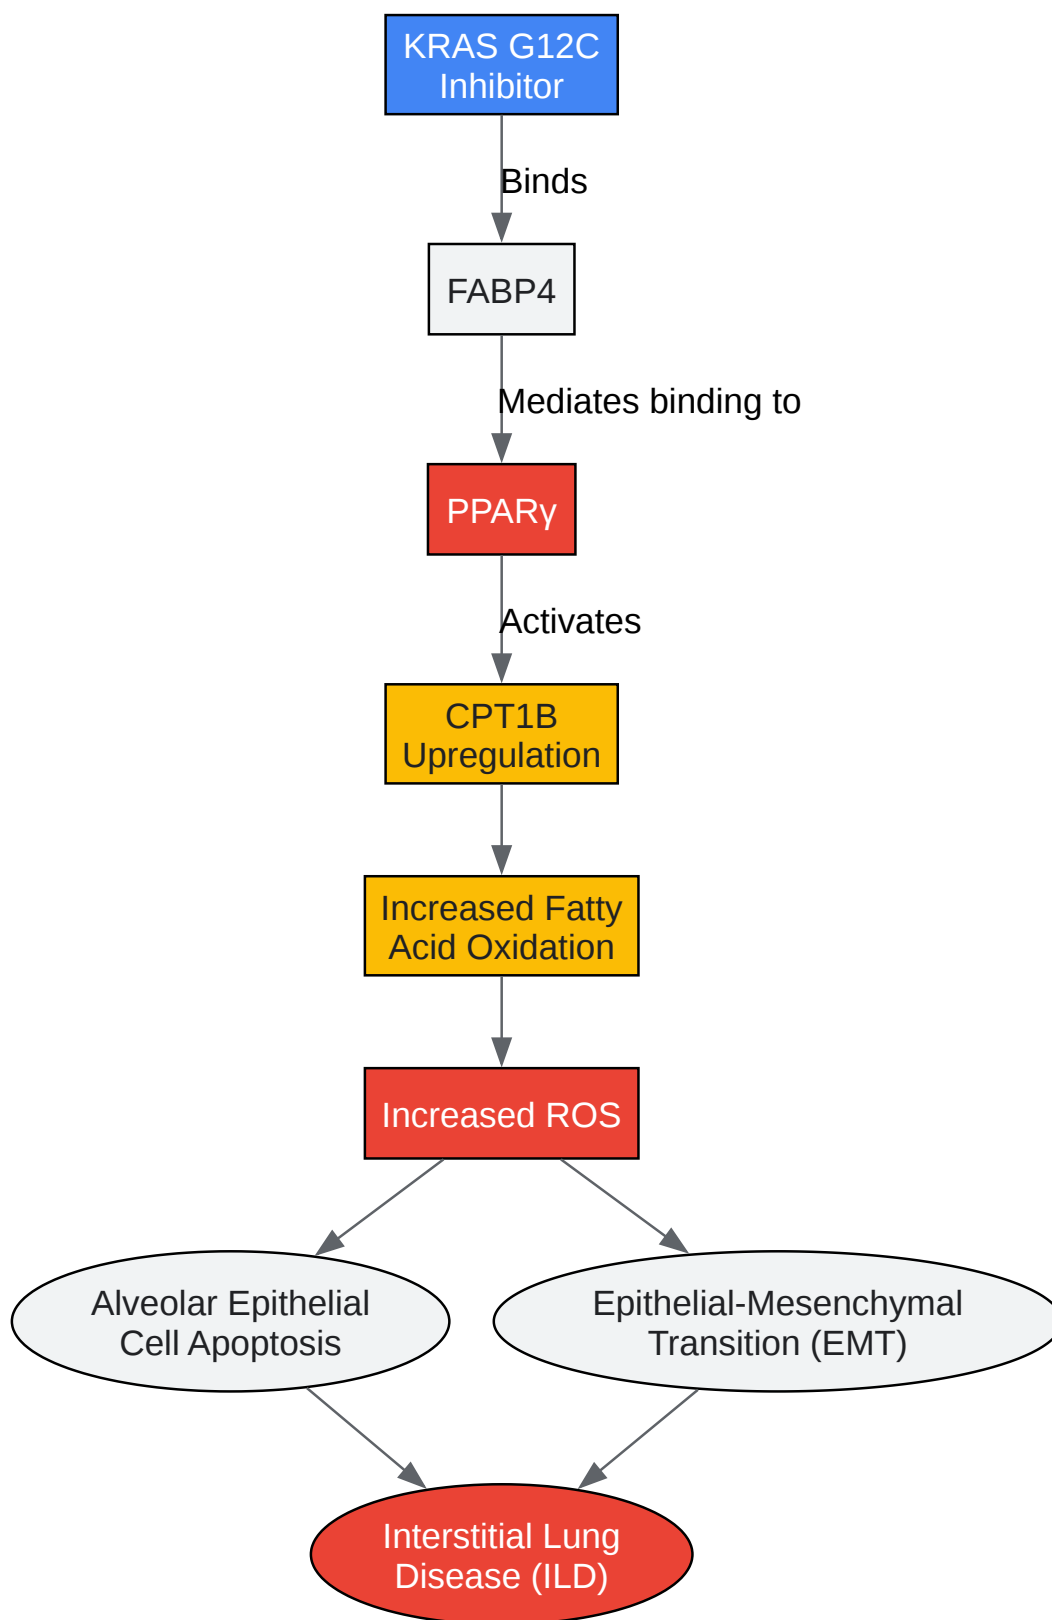 KRAS G12C
Inhibitor
Binds
FABP4
Mediates binding to
PPARγ
Activates
CPT1B
Upregulation
Increased Fatty
Acid Oxidation
Increased ROS
Alveolar Epithelial
Cell Apoptosis
Epithelial-Mesenchymal
Transition (EMT)
Interstitial Lung
Disease (ILD)